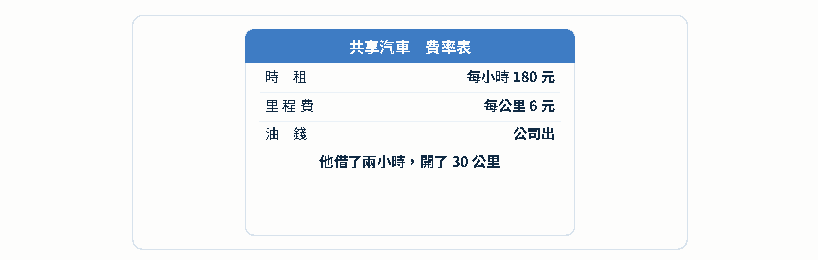 共享汽車　費率表
時　租　每小時 180 元
里 程 費　每公里 6 元
油　錢　公司出
他借了兩小時，開了 30 公里